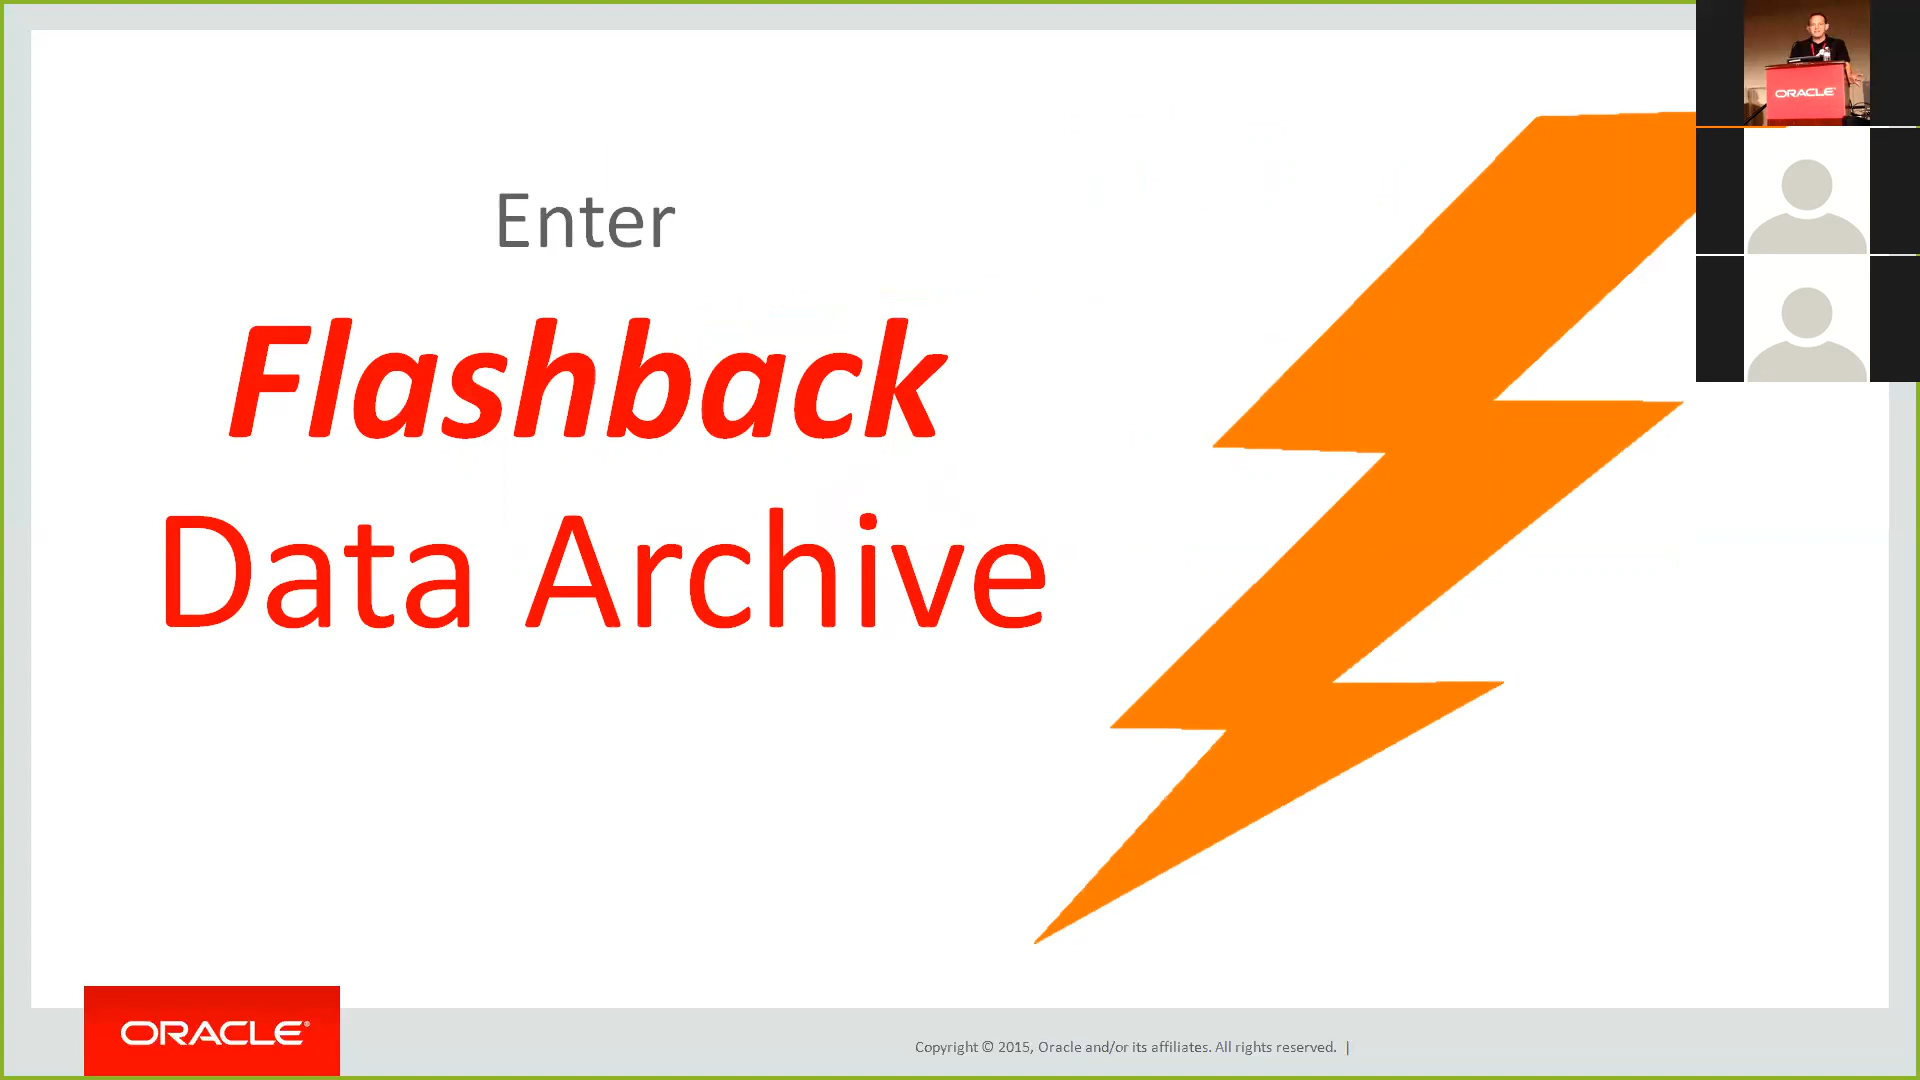 Enter
Flashback
Data Archive
ORACLE
ORACLE®
Copyright © 2015, Oracle and/or its affiliates. All rights reserved. |